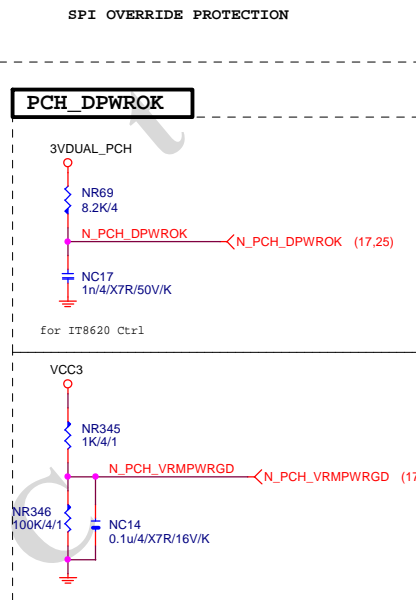 SPI OVERRIDE PROTECTION
PCH_DPWROK
3VDUAL_PCH
NR69
8.2K/4
N_PCH_DPWROK
N_PCH_DPWROK (17,25)
NC17
1n/4/X7R/50V/K
for IT8620 Ctrl
VCC3
NR345
1K/4/1
N_PCH_VRMPWRGD
N_PCH_VRMPWRGD (17
NR346
100K/4/1
NC14
0.1u/4/X7R/16V/K
C
t